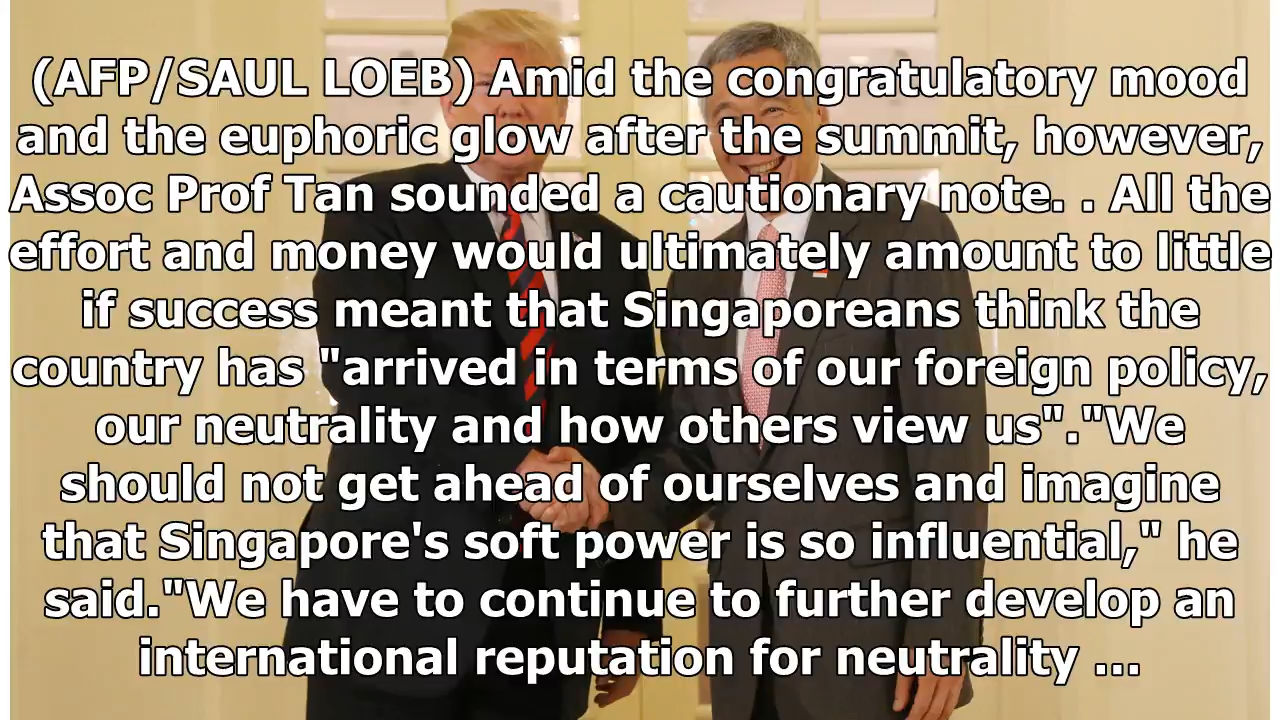 (AFP/SAUL LOEB) Amid the congratulatory mood
and the euphoric glow after the summit, however,
Assoc Prof Tan sounded a cautionary note. . All the
effort and money would ultimately amount to little
if success meant that Singaporeans think the
country has "arrived in terms of our foreign policy,
our neutrality and how others view us"."We
should not get ahead of ourselves and imagine
that Singapore's soft power is so influential," he
said."We have to continue to further develop an
international reputation for neutrality ...